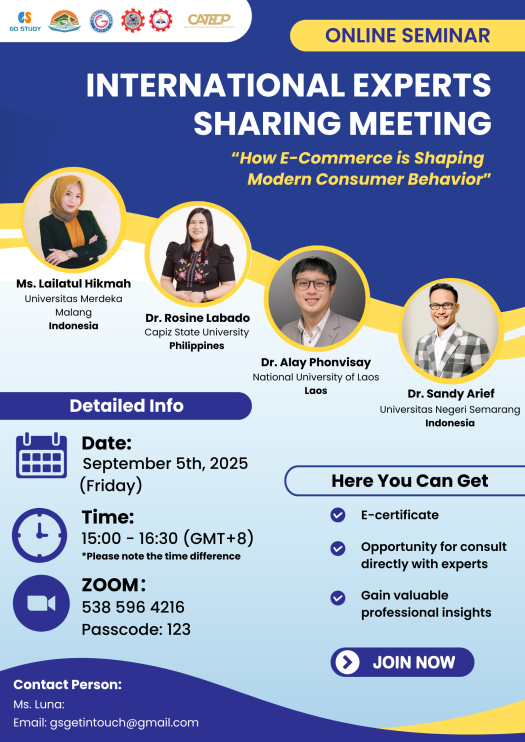 GO STUDY
CATEDP
ONLINE SEMINAR
INTERNATIONAL EXPERTS
SHARING MEETING
“How E-Commerce is Shaping
Modern Consumer Behavior”
Ms. Lailatul Hikmah
Universitas Merdeka
Malang
Indonesia
Dr. Rosine Labado
Capiz State University
Philippines
Dr. Alay Phonvisay
National University of Laos
Laos
Dr. Sandy Arief
Universitas Negeri Semarang
Indonesia
Detailed Info
Date:
September 5th, 2025
(Friday)
Time:
15:00 - 16:30 (GMT+8)
*Please note the time difference
ZOOM：
538 596 4216
Passcode: 123
Here You Can Get
E-certificate
Opportunity for consult
directly with experts
Gain valuable
professional insights
JOIN NOW
Contact Person:
Ms. Luna:
Email: gsgetintouch@gmail.com